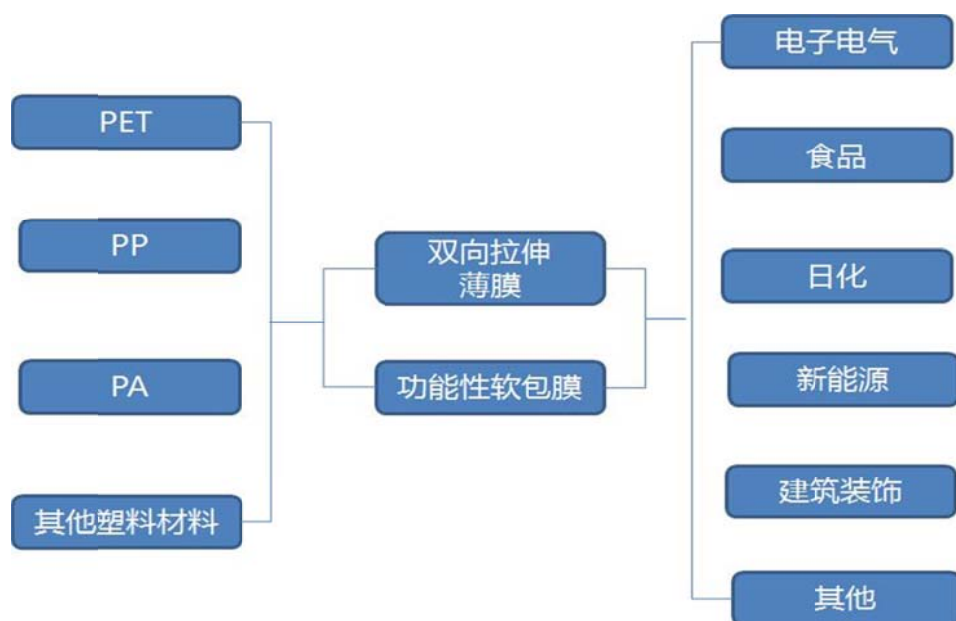 PET
PP
PA
其他塑料材料
双向拉伸
薄膜
功能性软包膜
电子电气
食品
日化
新能源
建筑装饰
其他